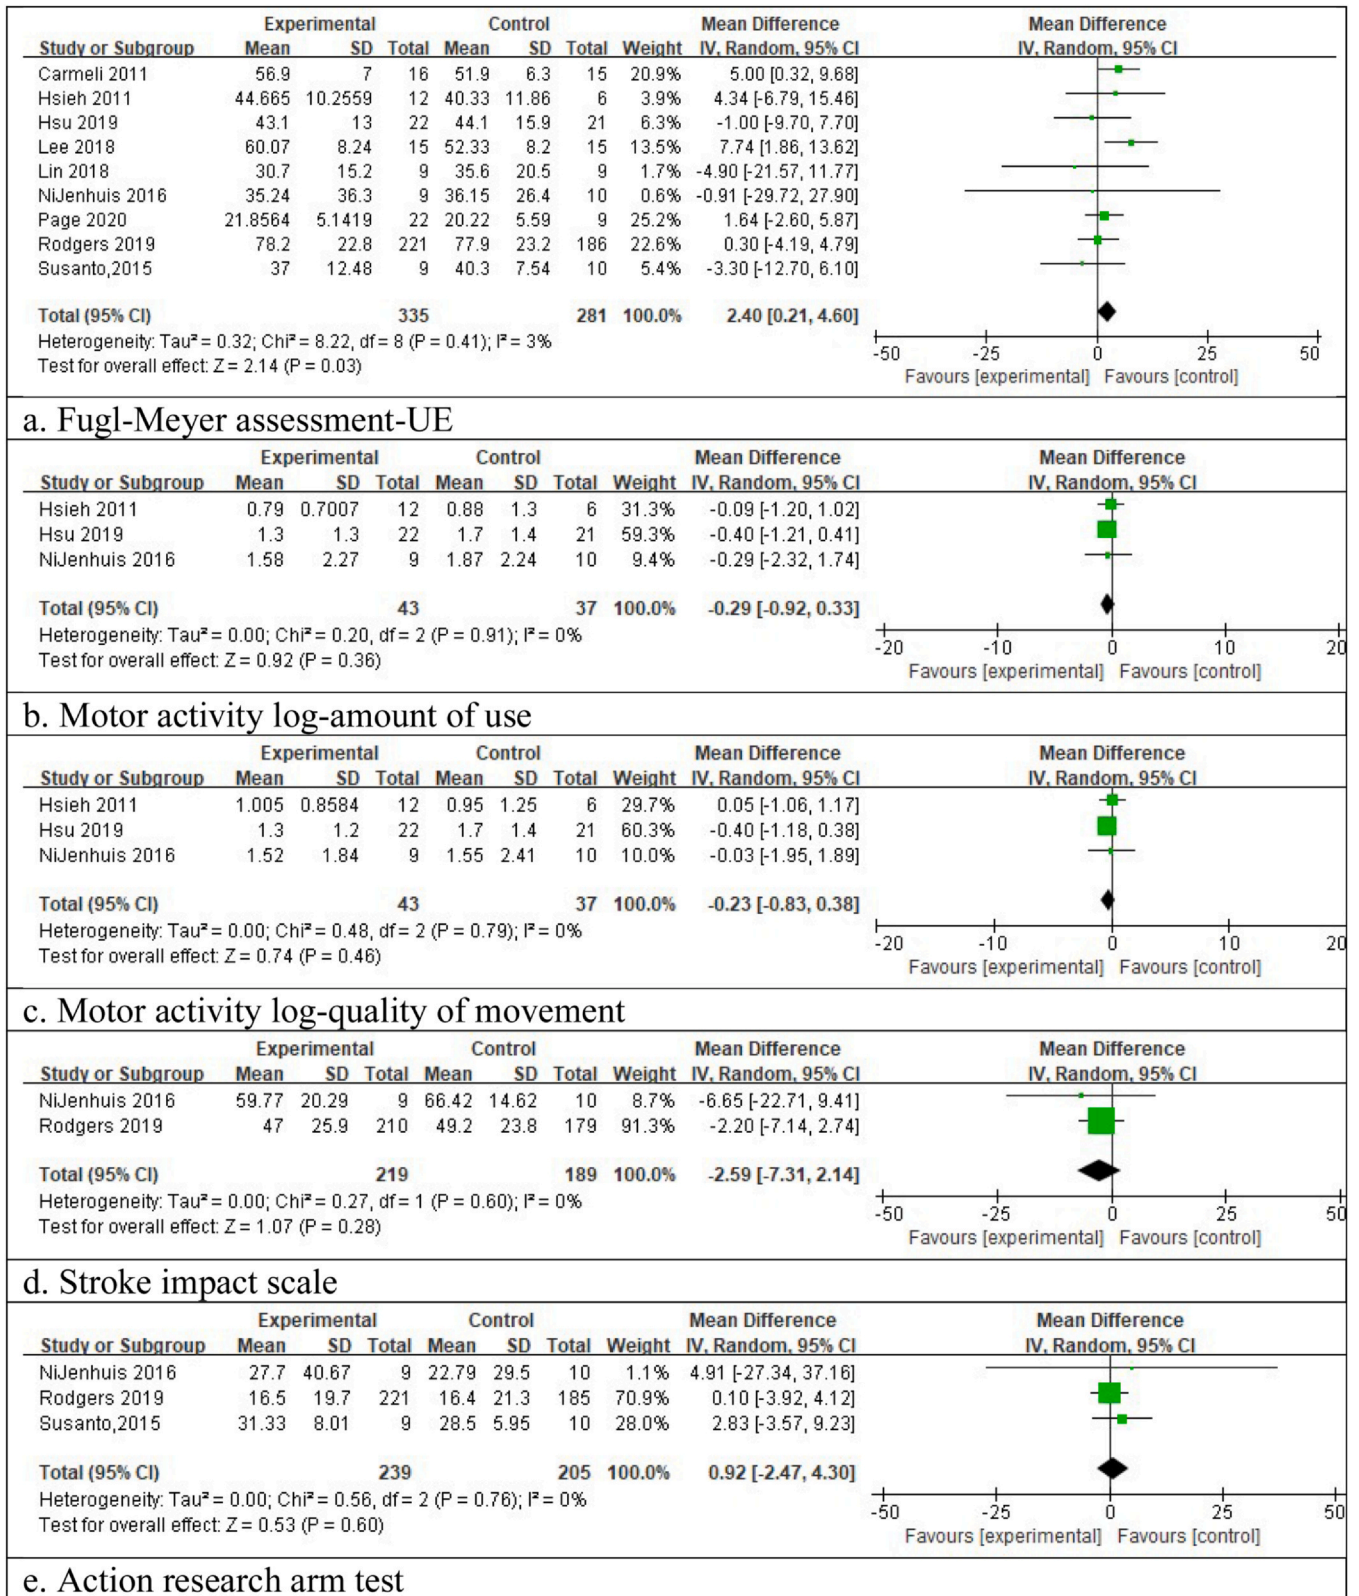 Experimental Control Mean Difference Mean Difference
Study or Subgroup Mean SD Total Mean SD Total Weight IV, Random, 95% CI IV, Random, 95% CI
Carmeli 2011 56.9 7 16 51.9 6.3 15 20.9% 5.00 [0.32, 9.68]
Hsieh 2011 44.665 10.2559 12 40.33 11.86 6 3.9% 4.34 [-6.79, 15.46]
Hsu 2019 43.1 13 22 44.1 15.9 21 6.3% -1.00 [-9.70, 7.70]
Lee 2018 60.07 8.24 15 52.33 8.2 15 13.5% 7.74 [1.86, 13.62]
Lin 2018 30.7 15.2 9 35.6 20.5 9 1.7% -4.90 [-21.57, 11.77]
NiJenhuis 2016 35.24 36.3 9 36.15 26.4 10 0.6% -0.91 [-29.72, 27.90]
Page 2020 21.8564 5.1419 22 20.22 5.59 9 25.2% 1.64 [-2.60, 5.87]
Rodgers 2019 78.2 22.8 221 77.9 23.2 186 22.6% 0.30 [-4.19, 4.79]
Susanto,2015 37 12.48 9 40.3 7.54 10 5.4% -3.30 [-12.70, 6.10]
Total (95% CI) 335 281 100.0% 2.40 [0.21, 4.60]
Heterogeneity: Tau² = 0.32; Chi² = 8.22, df = 8 (P = 0.41); I² = 3%
Test for overall effect: Z = 2.14 (P = 0.03)
-50 -25 0 25 50
Favours [experimental] Favours [control]
a. Fugl-Meyer assessment-UE
Experimental Control Mean Difference Mean Difference
Study or Subgroup Mean SD Total Mean SD Total Weight IV, Random, 95% CI IV, Random, 95% CI
Hsieh 2011 0.79 0.7007 12 0.88 1.3 6 31.3% -0.09 [-1.20, 1.02]
Hsu 2019 1.3 1.3 22 1.7 1.4 21 59.3% -0.40 [-1.21, 0.41]
NiJenhuis 2016 1.58 2.27 9 1.87 2.24 10 9.4% -0.29 [-2.32, 1.74]
Total (95% CI) 43 37 100.0% -0.29 [-0.92, 0.33]
Heterogeneity: Tau² = 0.00; Chi² = 0.20, df = 2 (P = 0.91); I² = 0%
Test for overall effect: Z = 0.92 (P = 0.36)
-20 -10 0 10 20
Favours [experimental] Favours [control]
b. Motor activity log-amount of use
Experimental Control Mean Difference Mean Difference
Study or Subgroup Mean SD Total Mean SD Total Weight IV, Random, 95% CI IV, Random, 95% CI
Hsieh 2011 1.005 0.8584 12 0.95 1.25 6 29.7% 0.05 [-1.06, 1.17]
Hsu 2019 1.3 1.2 22 1.7 1.4 21 60.3% -0.40 [-1.18, 0.38]
NiJenhuis 2016 1.52 1.84 9 1.55 2.41 10 10.0% -0.03 [-1.95, 1.89]
Total (95% CI) 43 37 100.0% -0.23 [-0.83, 0.38]
Heterogeneity: Tau² = 0.00; Chi² = 0.48, df = 2 (P = 0.79); I² = 0%
Test for overall effect: Z = 0.74 (P = 0.46)
-20 -10 0 10 20
Favours [experimental] Favours [control]
c. Motor activity log-quality of movement
Experimental Control Mean Difference Mean Difference
Study or Subgroup Mean SD Total Mean SD Total Weight IV, Random, 95% CI IV, Random, 95% CI
NiJenhuis 2016 59.77 20.29 9 66.42 14.62 10 8.7% -6.65 [-22.71, 9.41]
Rodgers 2019 47 25.9 210 49.2 23.8 179 91.3% -2.20 [-7.14, 2.74]
Total (95% CI) 219 189 100.0% -2.59 [-7.31, 2.14]
Heterogeneity: Tau² = 0.00; Chi² = 0.27, df = 1 (P = 0.60); I² = 0%
Test for overall effect: Z = 1.07 (P = 0.28)
-50 -25 0 25 50
Favours [experimental] Favours [control]
d. Stroke impact scale
Experimental Control Mean Difference Mean Difference
Study or Subgroup Mean SD Total Mean SD Total Weight IV, Random, 95% CI IV, Random, 95% CI
NiJenhuis 2016 27.7 40.67 9 22.79 29.5 10 1.1% 4.91 [-27.34, 37.16]
Rodgers 2019 16.5 19.7 221 16.4 21.3 185 70.9% 0.10 [-3.92, 4.12]
Susanto,2015 31.33 8.01 9 28.5 5.95 10 28.0% 2.83 [-3.57, 9.23]
Total (95% CI) 239 205 100.0% 0.92 [-2.47, 4.30]
Heterogeneity: Tau² = 0.00; Chi² = 0.56, df = 2 (P = 0.76); I² = 0%
Test for overall effect: Z = 0.53 (P = 0.60)
-50 -25 0 25 50
Favours [experimental] Favours [control]
e. Action research arm test